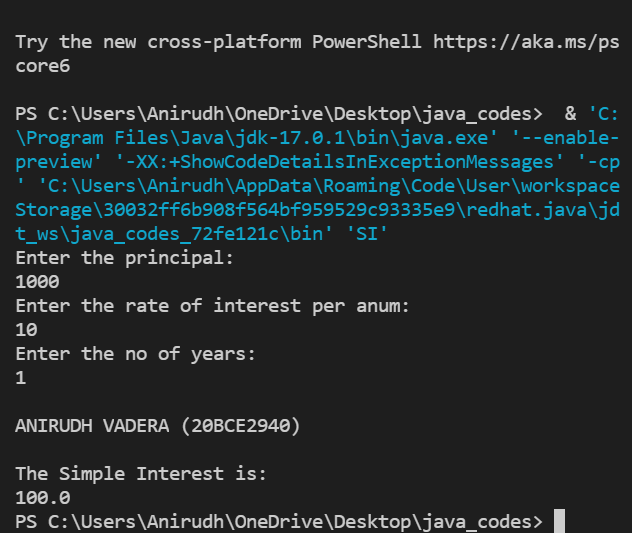 Try the new cross-platform PowerShell https://aka.ms/ps
core6
PS C:\Users\Anirudh\OneDrive\Desktop\java_codes>  & 'C:
\Program Files\Java\jdk-17.0.1\bin\java.exe' '--enable-
preview' '-XX:+ShowCodeDetailsInExceptionMessages' '-cp
' 'C:\Users\Anirudh\AppData\Roaming\Code\User\workspace
Storage\30032ff6b908f564bf959529c93335e9\redhat.java\jd
t_ws\java_codes_72fe121c\bin' 'SI'
Enter the principal:
1000
Enter the rate of interest per anum:
10
Enter the no of years:
1
ANIRUDH VADERA (20BCE2940)
The Simple Interest is:
100.0
PS C:\Users\Anirudh\OneDrive\Desktop\java_codes>